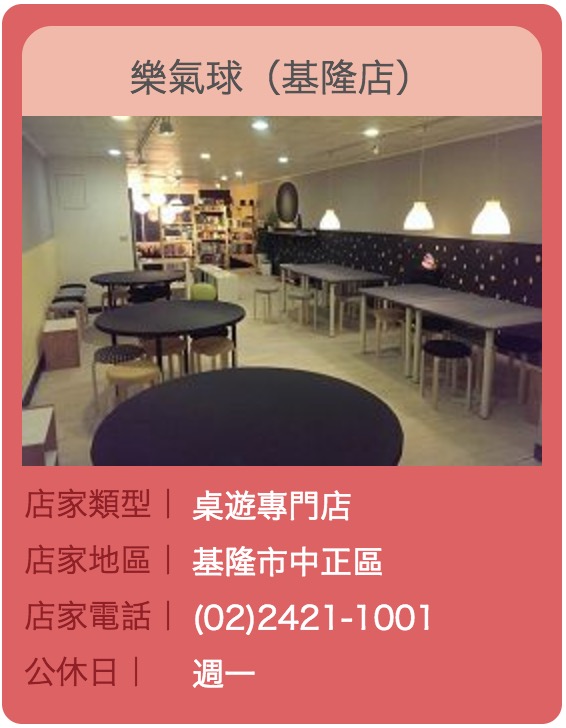 樂氣球（基隆店）
店家類型｜ 桌遊專門店
店家地區｜ 基隆市中正區
店家電話｜ (02)2421-1001
公休日｜ 週一